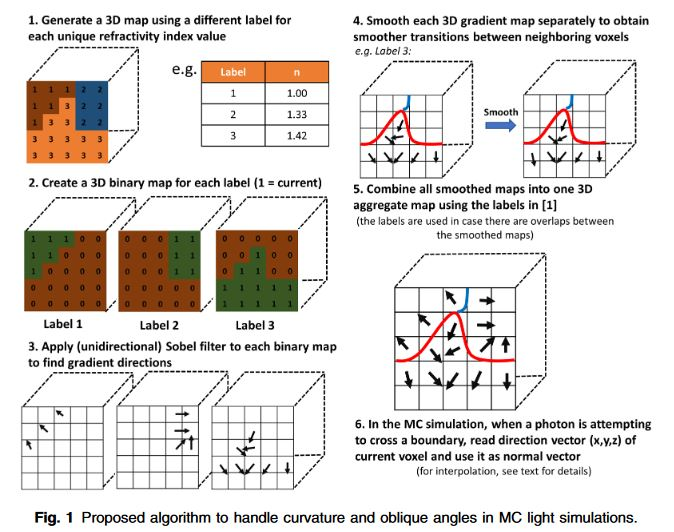 1. Generate a 3D map using a different label for
each unique refractivity index value
e.g.
Label n
1 1.00
2 1.33
3 1.42
1 1 1 2 2
1 1 3 2 2
1 3 3 2 2
3 3 3 3 3
3 3 3 3 3
2. Create a 3D binary map for each label (1 = current)
1 1 1 0 0
1 1 0 0 0
1 0 0 0 0
0 0 0 0 0
0 0 0 0 0
Label 1
0 0 0 1 1
0 0 0 1 1
0 0 0 1 1
0 0 0 0 0
0 0 0 0 0
Label 2
0 0 0 0 0
0 0 1 0 0
0 1 1 0 0
1 1 1 1 1
1 1 1 1 1
Label 3
3. Apply (unidirectional) Sobel filter to each binary map
to find gradient directions
4. Smooth each 3D gradient map separately to obtain
smoother transitions between neighboring voxels
e.g. Label 3:
Smooth
5. Combine all smoothed maps into one 3D
aggregate map using the labels in [1]
(the labels are used in case there are overlaps between
the smoothed maps)
6. In the MC simulation, when a photon is attempting
to cross a boundary, read direction vector (x,y,z) of
current voxel and use it as normal vector
(for interpolation, see text for details)
Fig. 1 Proposed algorithm to handle curvature and oblique angles in MC light simulations.